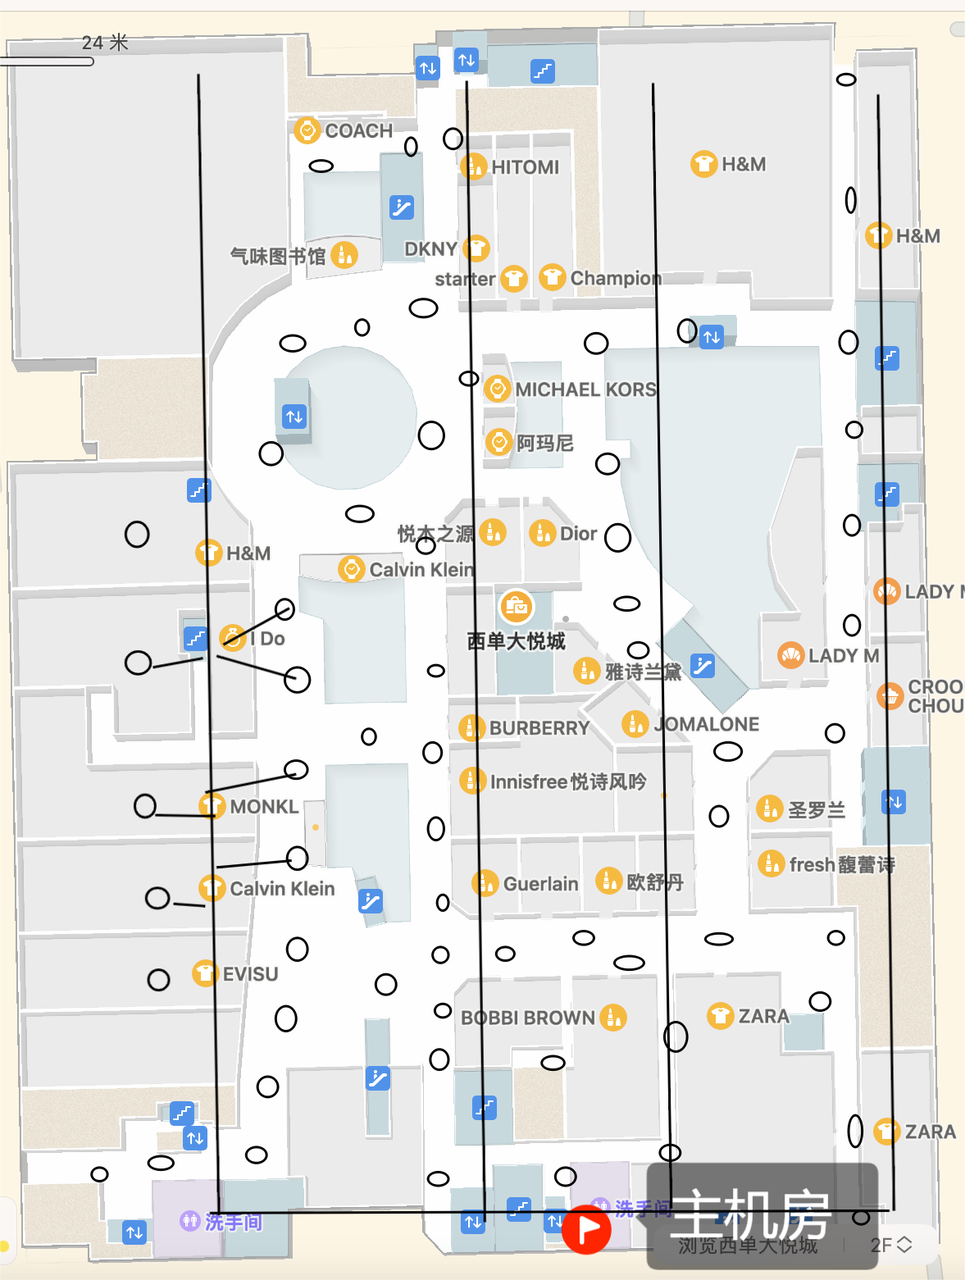 24 米
COACH
HITOMI
H&M
H&M
气味图书馆
DKNY
starter
Champion
MICHAEL KORS
阿玛尼
悦木之源
Dior
H&M
Calvin Klein
LADY M
I Do
西单大悦城
雅诗兰黛
LADY M
CROO
CHOU
BURBERRY
JOMALONE
MONKL
Innisfree悦诗风吟
圣罗兰
Calvin Klein
Guerlain
欧舒丹
fresh馥蕾诗
EVISU
BOBBI BROWN
ZARA
ZARA
洗手间
洗手间
主机房
浏览西单大悦城
2F